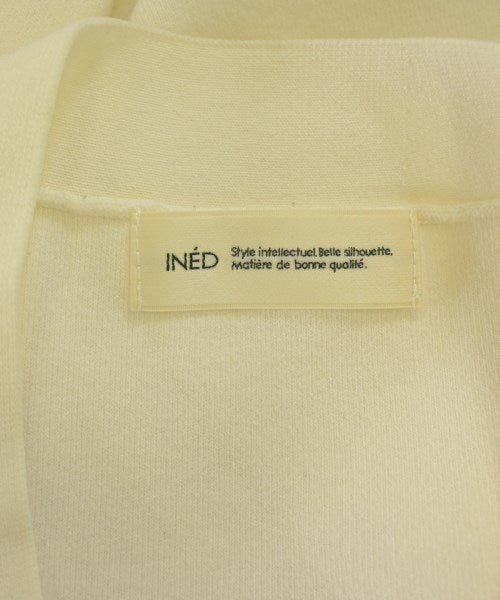 INÉD
Style intellectuel. Belle silhouette.
Matière de bonne qualité.